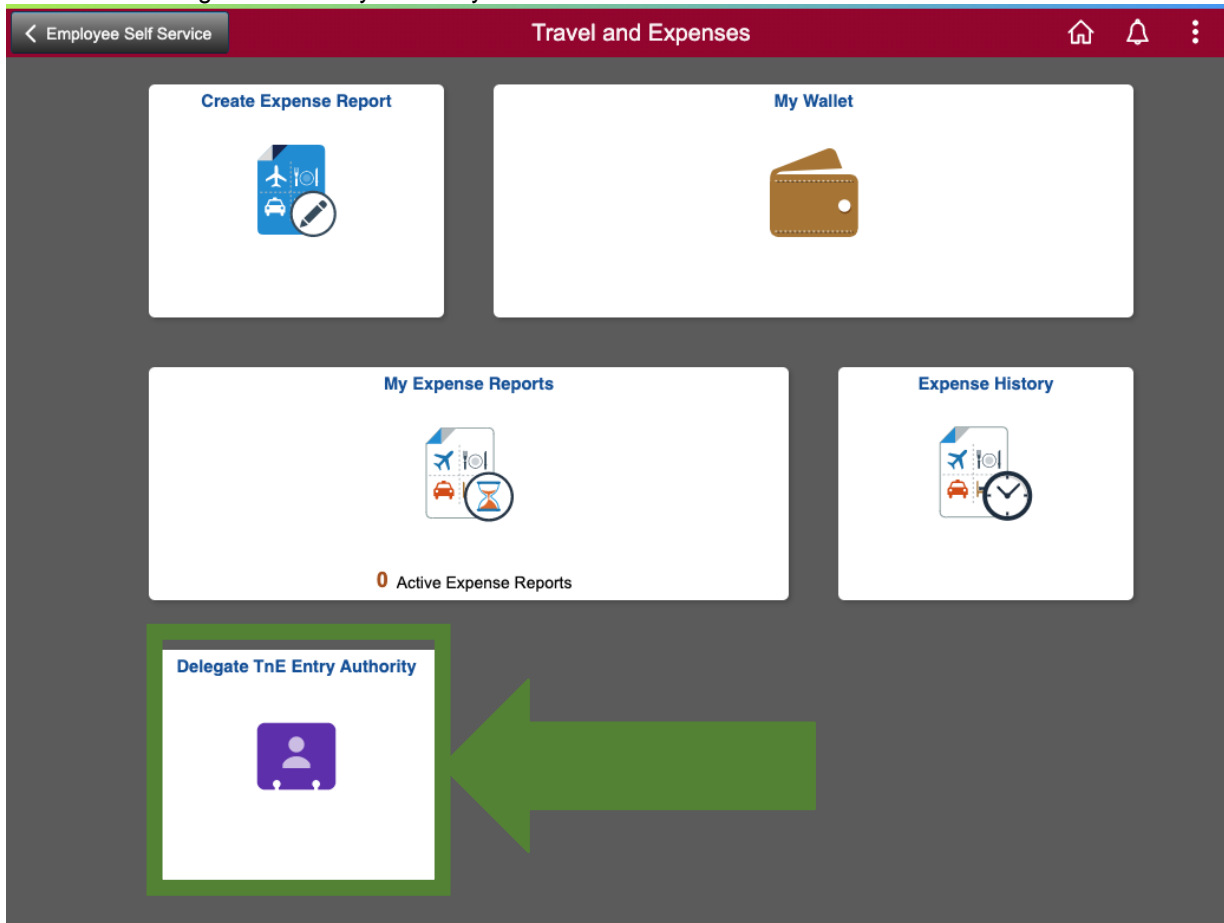 Employee Self Service
Travel and Expenses
Create Expense Report
My Wallet
My Expense Reports
0 Active Expense Reports
Expense History
Delegate TnE Entry Authority